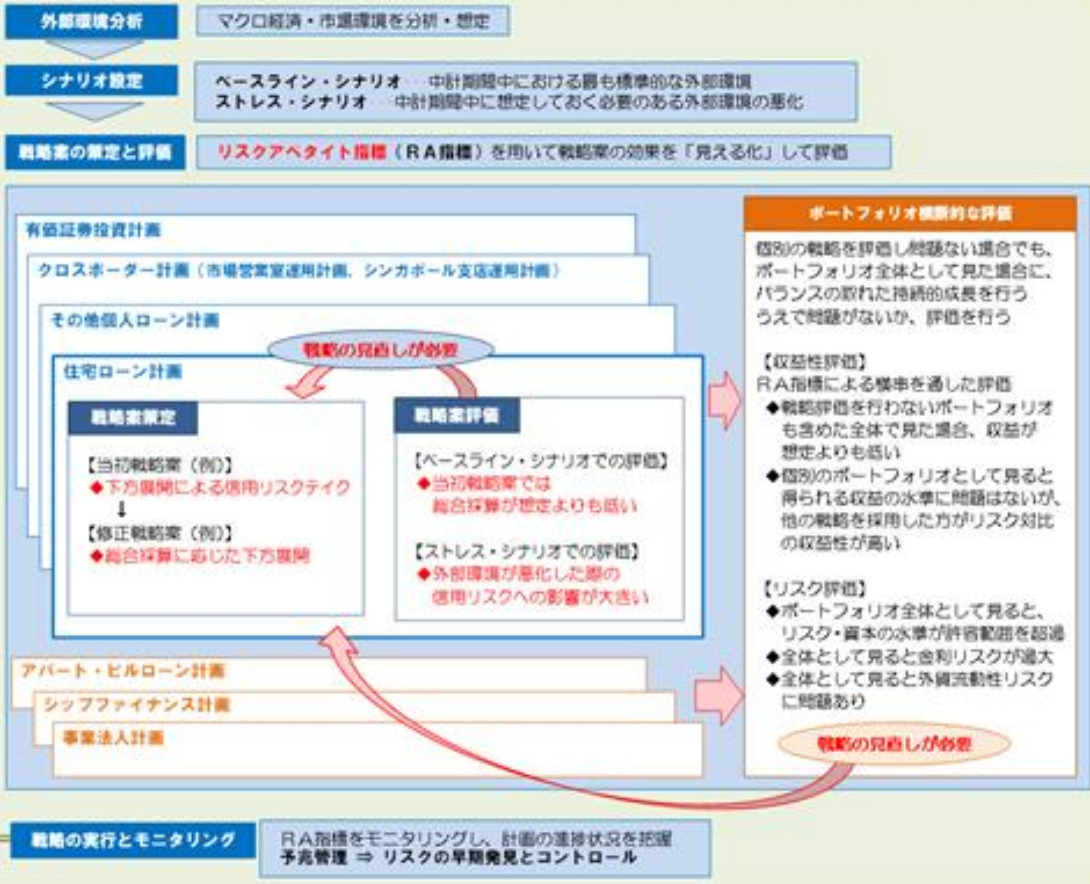 外部環境分析
マクロ経済・市場環境を分析・想定
シナリオ設定
ベースライン・シナリオ…中計期間中における最も標準的な外部環境
ストレス・シナリオ…中計期間中に想定しておく必要のある外部環境の悪化
戦略案の策定と評価
リスクアペタイト指標(RA指標)を用いて戦略案の効果を「見える化」して評価
有価証券投資計画
クロスボーダー計画(市場営業室運用計画、シンガポール支店運用計画)
その他個人ローン計画
戦略の見直しが必要
住宅ローン計画
戦略案策定
【当初戦略案(例)】
◆下方展開による信用リスクテイク
↓
【修正戦略案(例)】
◆総合採算に応じた下方展開
戦略案評価
【ベースライン・シナリオでの評価】
◆当初戦略案では
総合採算が想定よりも低い
【ストレス・シナリオでの評価】
◆外部環境が悪化した際の
信用リスクへの影響が大きい
アパート・ビルローン計画
シップファイナンス計画
事業法人計画
ポートフォリオ横断的な評価
個別の戦略を評価し問題ない場合でも、
ポートフォリオ全体として見た場合に、
バランスの取れた持続的成長を行う
うえで問題がないか、評価を行う
【収益性評価】
RA指標による横串を通した評価
◆戦略評価を行わないポートフォリオ
も含めた全体で見た場合、収益が
想定よりも低い
◆個別のポートフォリオとして見ると
得られる収益の水準に問題はないが、
他の戦略を採用した方がリスク対比
の収益性が高い
【リスク評価】
◆ポートフォリオ全体として見ると、
リスク・資本の水準が許容範囲を超過
◆全体として見ると金利リスクが過大
◆全体として見ると外貨流動性リスク
に問題あり
戦略の見直しが必要
戦略の実行とモニタリング
RA指標をモニタリングし、計画の進捗状況を把握
予兆管理 ⇒ リスクの早期発見とコントロール